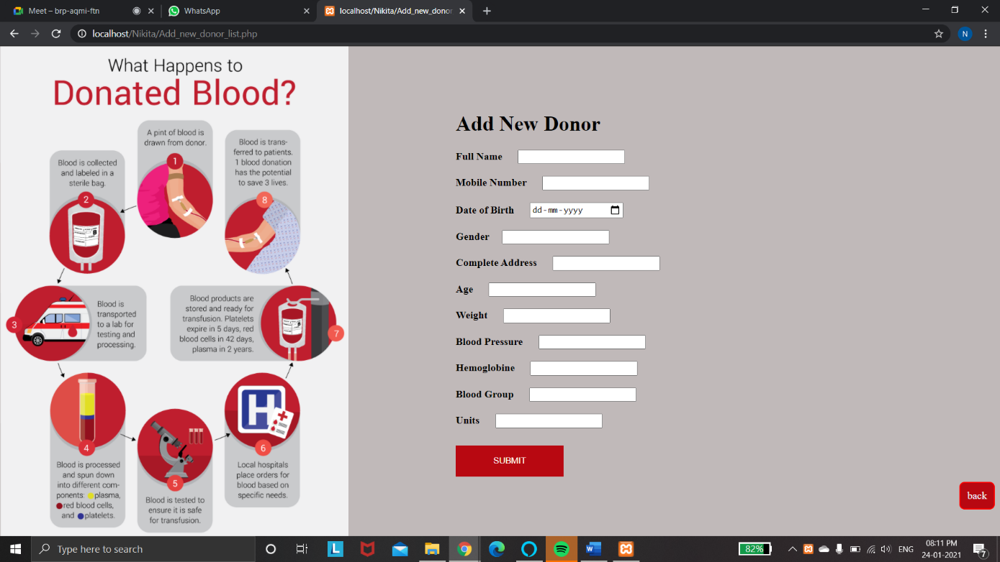 Meet – brp-aqmi-ftn
WhatsApp
localhost/Nikita/Add_new_donor
localhost/Nikita/Add_new_donor_list.php
N
What Happens to
Donated Blood?
A pint of blood is
drawn from donor.
1
Blood is collected
and labeled in a
sterile bag.
2
B
Blood is
transported
to a lab for
testing and
processing.
3
4
Blood is processed
and spun down
into different com-
ponents: plasma,
red blood cells,
and platelets.
5
Blood is tested to
ensure it is safe
for transfusion.
H
6
Local hospitals
place orders for
blood based on
specific needs.
Blood products are
stored and ready for
transfusion. Platelets
expire in 5 days, red
blood cells in 42 days,
plasma in 2 years.
B
7
Blood is trans-
ferred to patients.
1 blood donation
has the potential
to save 3 lives.
8
Add New Donor
Full Name
Mobile Number
Date of Birth dd-mm-yyyy
Gender
Complete Address
Age
Weight
Blood Pressure
Hemoglobine
Blood Group
Units
SUBMIT
back
Type here to search
L
W
82%
ENG
08:11 PM
24-01-2021
7